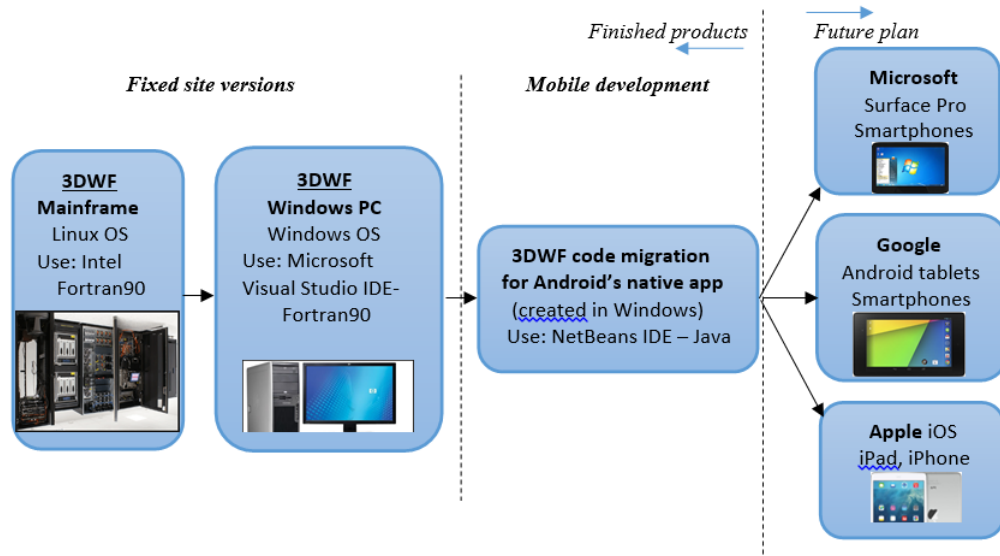 Finished products
Future plan
Fixed site versions
Mobile development
3DWF
Mainframe
Linux OS
Use: Intel
Fortran90
3DWF
Windows PC
Windows OS
Use: Microsoft
Visual Studio IDE-
Fortran90
3DWF code migration
for Android’s native app
(created in Windows)
Use: NetBeans IDE – Java
Microsoft
Surface Pro
Smartphones
Google
Android tablets
Smartphones
Apple iOS
iPad, iPhone